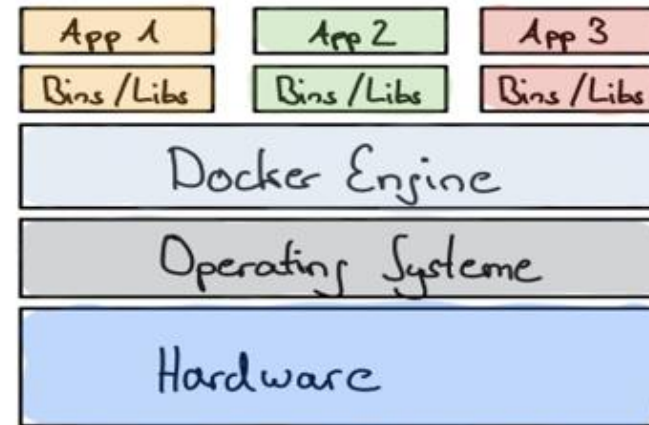 App 1 App 2 App 3
Bins/Libs Bins/Libs Bins/Libs
Docker Engine
Operating Systeme
Hardware